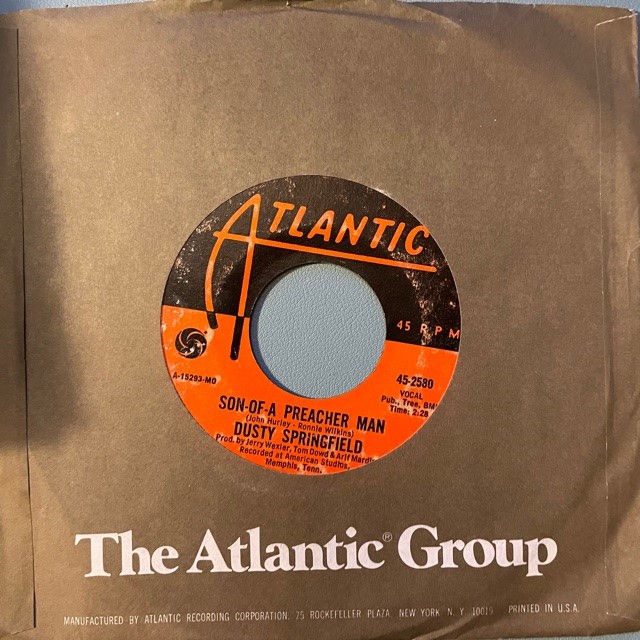 ATLANTIC
45 RPM
A-15293-MO
45-2580
VOCAL
Pub., Tree, BM
Time: 2:28
SON-OF-A PREACHER MAN
(John Hurley - Ronnie Wilkins)
DUSTY SPRINGFIELD
Prod. by Jerry Wexler, Tom Dowd & Arif Mardi
Recorded at American Studios,
Memphis, Tenn.
The Atlantic® Group
MANUFACTURED BY ATLANTIC RECORDING CORPORATION, 75 ROCKEFELLER PLAZA, NEW YORK, N.Y. 10019 PRINTED IN U.S.A.